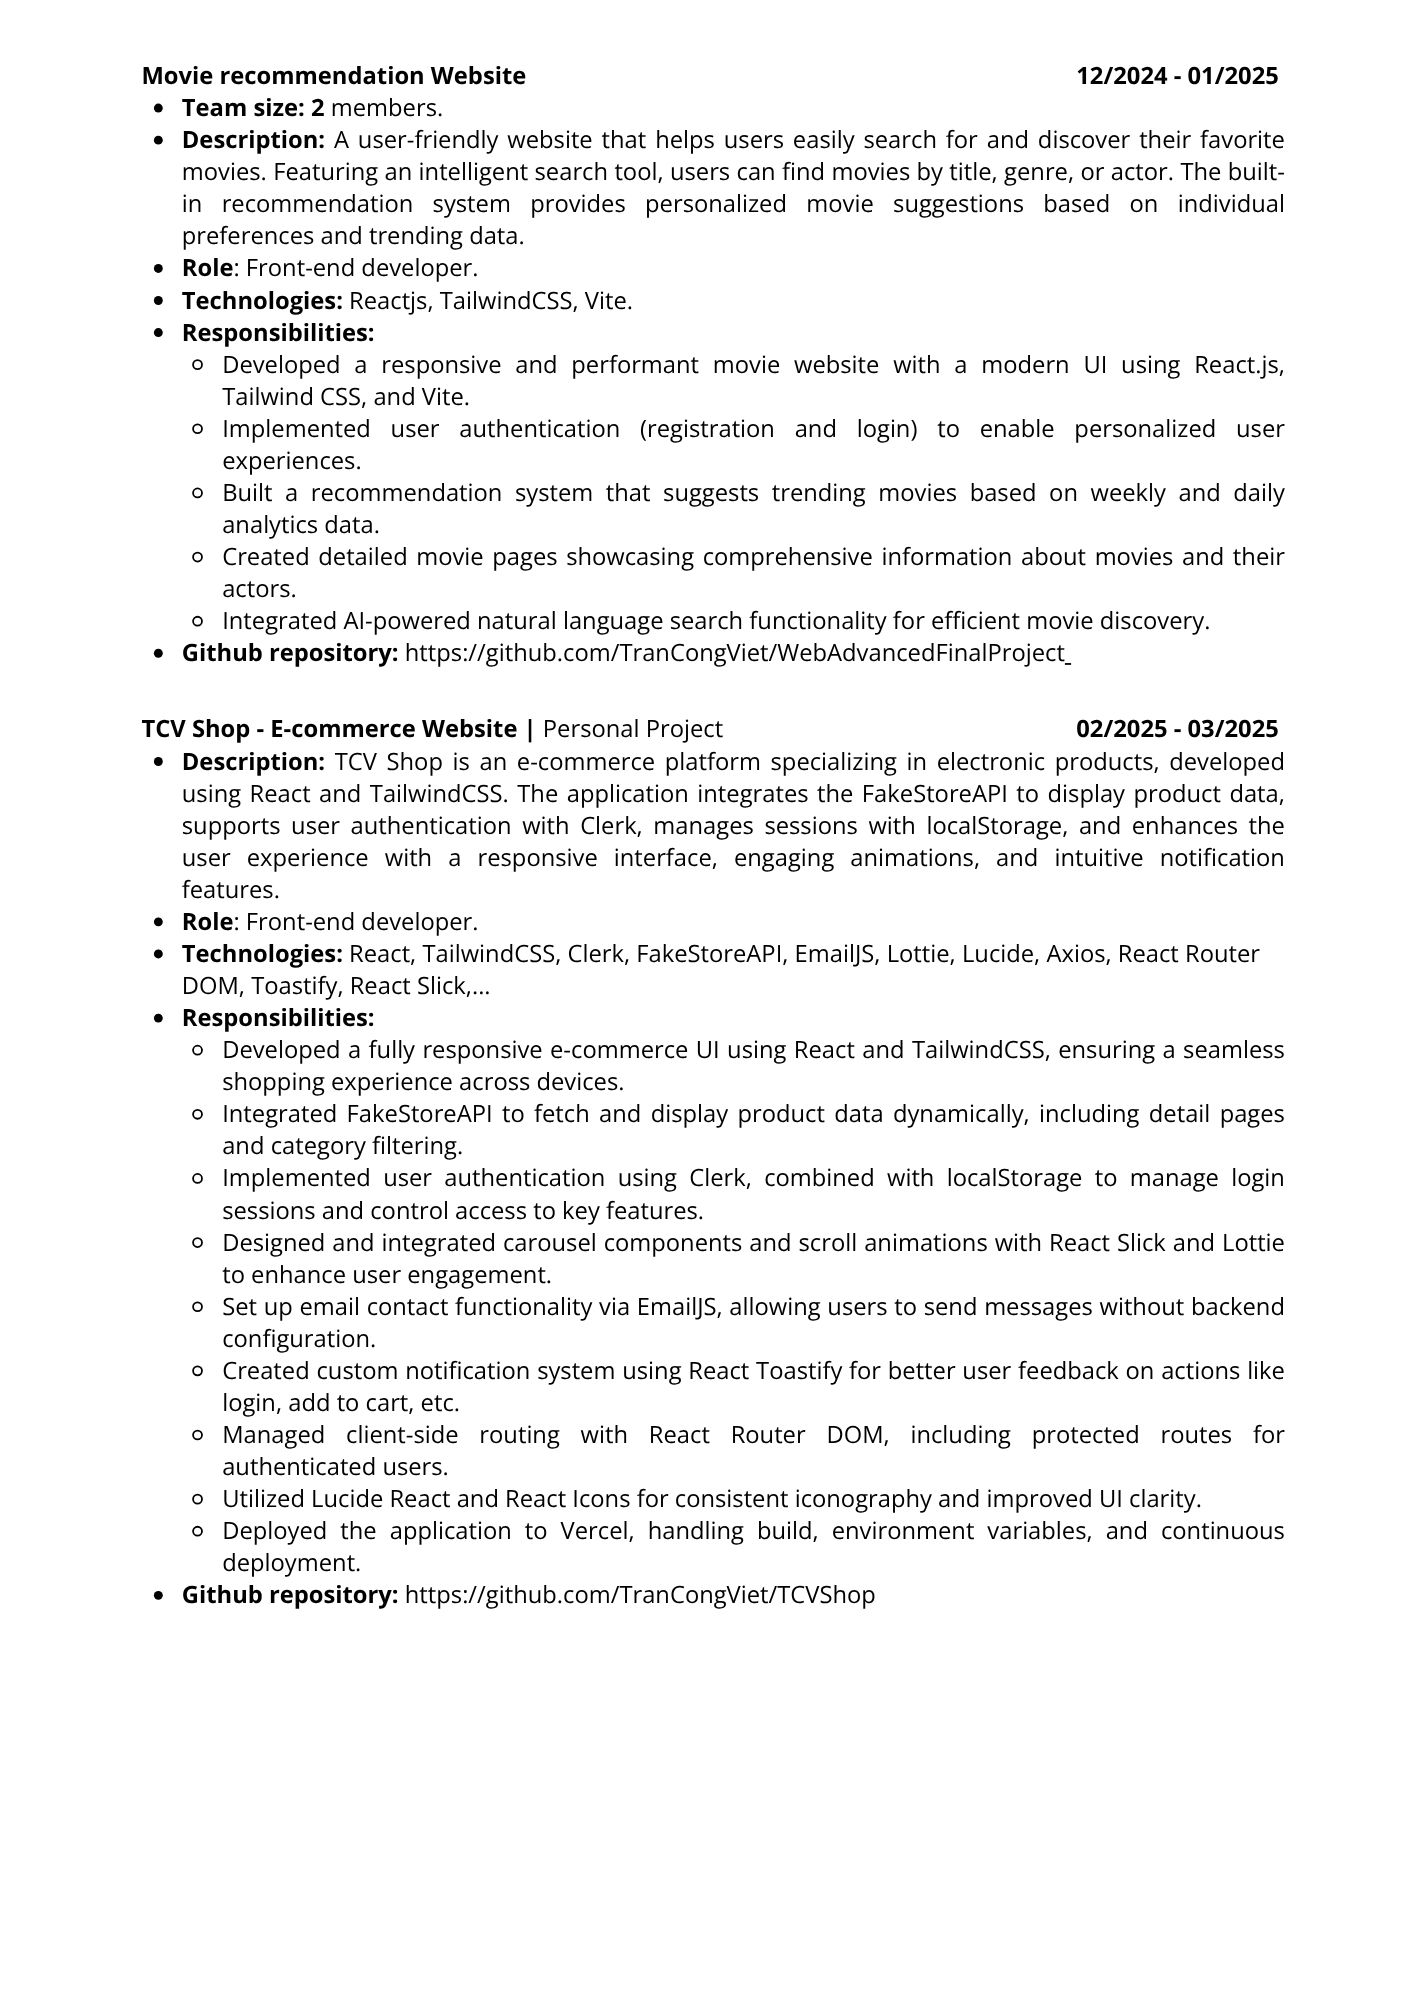 Movie recommendation Website 12/2024 - 01/2025
• Team size: 2 members.
• Description: A user-friendly website that helps users easily search for and discover their favorite
movies. Featuring an intelligent search tool, users can find movies by title, genre, or actor. The built-
in recommendation system provides personalized movie suggestions based on individual
preferences and trending data.
• Role: Front-end developer.
• Technologies: Reactjs, TailwindCSS, Vite.
• Responsibilities:
◦ Developed a responsive and performant movie website with a modern UI using React.js,
Tailwind CSS, and Vite.
◦ Implemented user authentication (registration and login) to enable personalized user
experiences.
◦ Built a recommendation system that suggests trending movies based on weekly and daily
analytics data.
◦ Created detailed movie pages showcasing comprehensive information about movies and their
actors.
◦ Integrated AI-powered natural language search functionality for efficient movie discovery.
• Github repository: https://github.com/TranCongViet/WebAdvancedFinalProject
TCV Shop - E-commerce Website | Personal Project 02/2025 - 03/2025
• Description: TCV Shop is an e-commerce platform specializing in electronic products, developed
using React and TailwindCSS. The application integrates the FakeStoreAPI to display product data,
supports user authentication with Clerk, manages sessions with localStorage, and enhances the
user experience with a responsive interface, engaging animations, and intuitive notification
features.
• Role: Front-end developer.
• Technologies: React, TailwindCSS, Clerk, FakeStoreAPI, EmailJS, Lottie, Lucide, Axios, React Router
DOM, Toastify, React Slick,...
• Responsibilities:
◦ Developed a fully responsive e-commerce UI using React and TailwindCSS, ensuring a seamless
shopping experience across devices.
◦ Integrated FakeStoreAPI to fetch and display product data dynamically, including detail pages
and category filtering.
◦ Implemented user authentication using Clerk, combined with localStorage to manage login
sessions and control access to key features.
◦ Designed and integrated carousel components and scroll animations with React Slick and Lottie
to enhance user engagement.
◦ Set up email contact functionality via EmailJS, allowing users to send messages without backend
configuration.
◦ Created custom notification system using React Toastify for better user feedback on actions like
login, add to cart, etc.
◦ Managed client-side routing with React Router DOM, including protected routes for
authenticated users.
◦ Utilized Lucide React and React Icons for consistent iconography and improved UI clarity.
◦ Deployed the application to Vercel, handling build, environment variables, and continuous
deployment.
• Github repository: https://github.com/TranCongViet/TCVShop